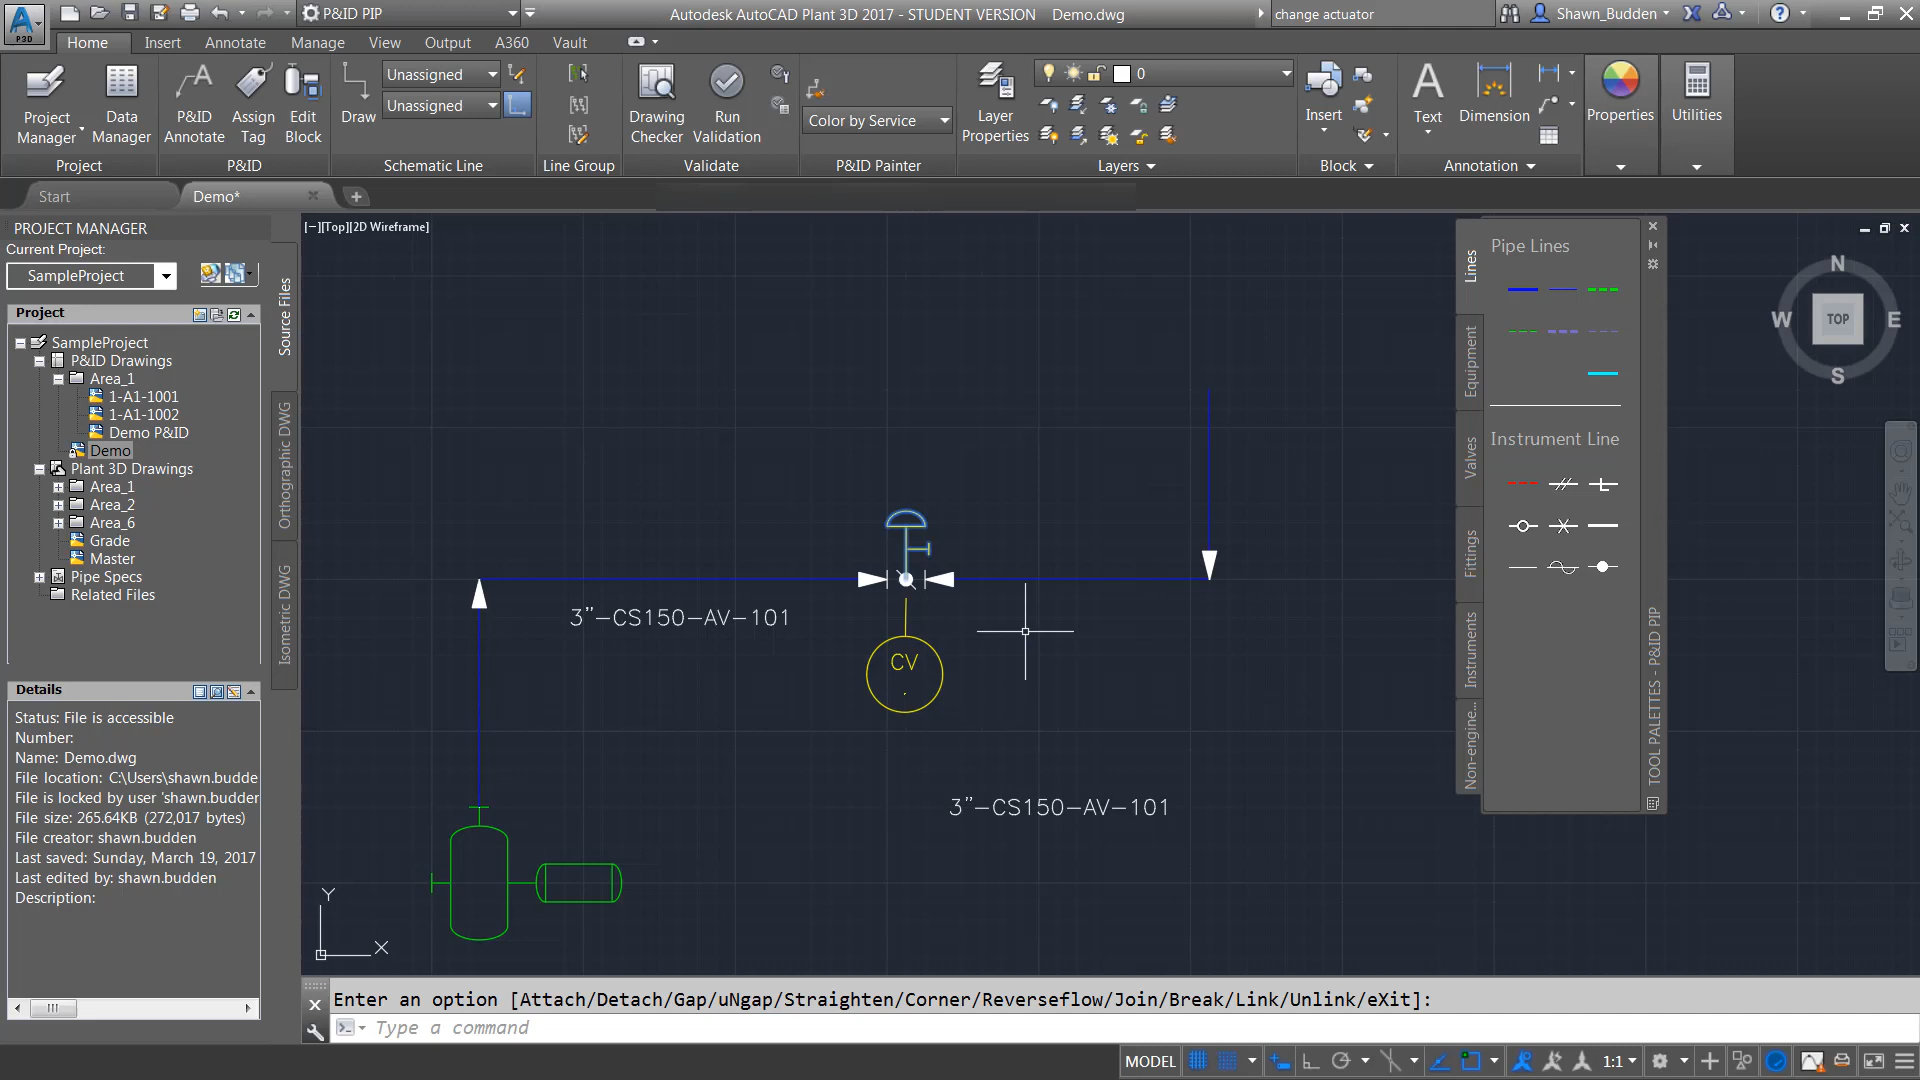 P3D
P&ID PIP
Autodesk AutoCAD Plant 3D 2017 - STUDENT VERSION Demo.dwg
change actuator
Shawn_Budden
Home Insert Annotate Manage View Output A360 Vault
Project Manager
Data Manager
Project
P&ID Annotate
Assign Tag
Edit Block
P&ID
Draw
Unassigned
Unassigned
Schematic Line
Line Group
Drawing Checker
Run Validation
Validate
Color by Service
P&ID Painter
Layer Properties
0
Layers
Insert
Block
Text
Dimension
Annotation
Properties
Utilities
Start
Demo*
PROJECT MANAGER
Current Project:
SampleProject
Project
SampleProject
P&ID Drawings
Area_1
1-A1-1001
1-A1-1002
Demo P&ID
Demo
Plant 3D Drawings
Area_1
Area_2
Area_6
Grade
Master
Pipe Specs
Related Files
Source Files
Orthographic DWG
Isometric DWG
Details
Status: File is accessible
Number:
Name: Demo.dwg
File location: C:\Users\shawn.budde
File is locked by user 'shawn.budder
File size: 265.64KB (272,017 bytes)
File creator: shawn.budden
Last saved: Sunday, March 19, 2017
Last edited by: shawn.budden
Description:
[−][Top][2D Wireframe]
3"-CS150-AV-101
CV
3"-CS150-AV-101
Y
X
Lines
Equipment
Valves
Fittings
Instruments
Non-engine...
Pipe Lines
Instrument Line
TOOL PALETTES - P&ID PIP
N
W TOP E
S
Enter an option [Attach/Detach/Gap/uNgap/Straighten/Corner/Reverseflow/Join/Break/Link/Unlink/eXit]:
Type a command
MODEL
1:1